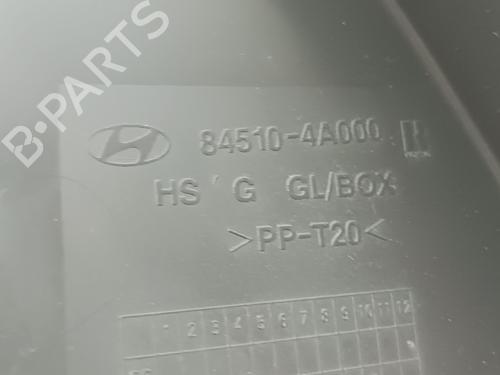 B-PARTS
84510-4A000
HS'G GL/BOX
>PP-T20<
1 2 3 4 5 6 7 8 9 10 11 12